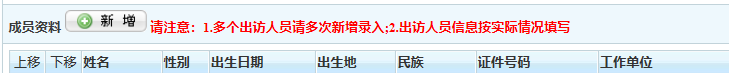 成员资料 新 增 请注意：1.多个出访人员请多次新增录入;2.出访人员信息按实际情况填写
上移 下移 姓名 性别 出生日期 出生地 民族 证件号码 工作单位